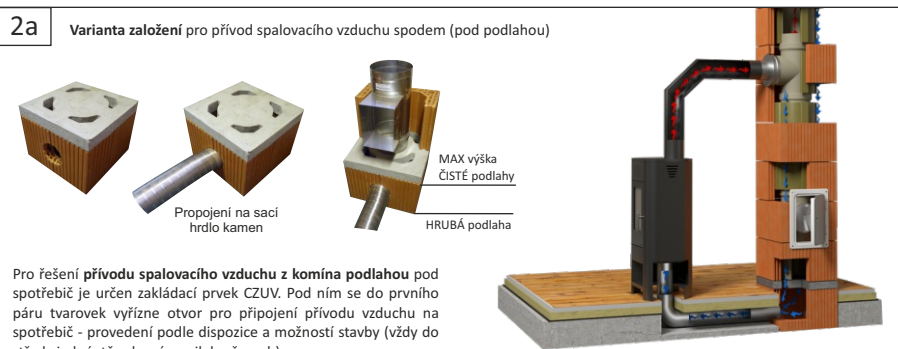 2a
Varianta založení pro přívod spalovacího vzduchu spodem (pod podlahou)
MAX výška
ČISTÉ podlahy
Propojení na sací
hrdlo kamen
HRUBÁ podlaha
Pro řešení přívodu spalovacího vzduchu z komína podlahou pod
spotřebič je určen zakládací prvek CZUV. Pod ním se do prvního
páru tvarovek vyřízne otvor pro připojení přívodu vzduchu na
spotřebič - provedení podle dispozice a možností stavby (vždy do